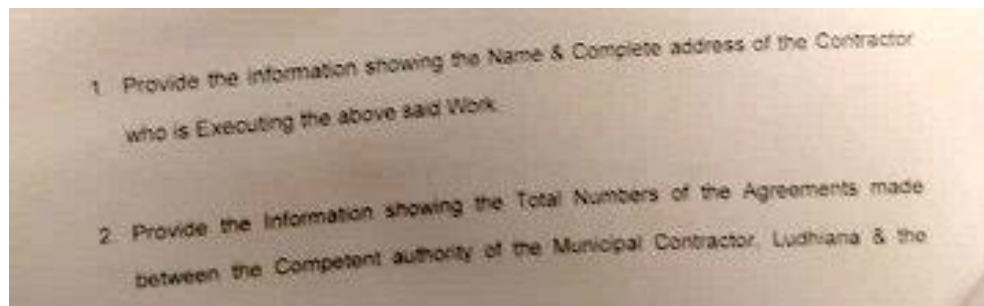 1 Provide the information showing the Name & Complete address of the Contractor
who is Executing the above said Work.
2. Provide the Information showing the Total Numbers of the Agreements made
between the Competent authority of the Municipal Contractor, Ludhiana & the